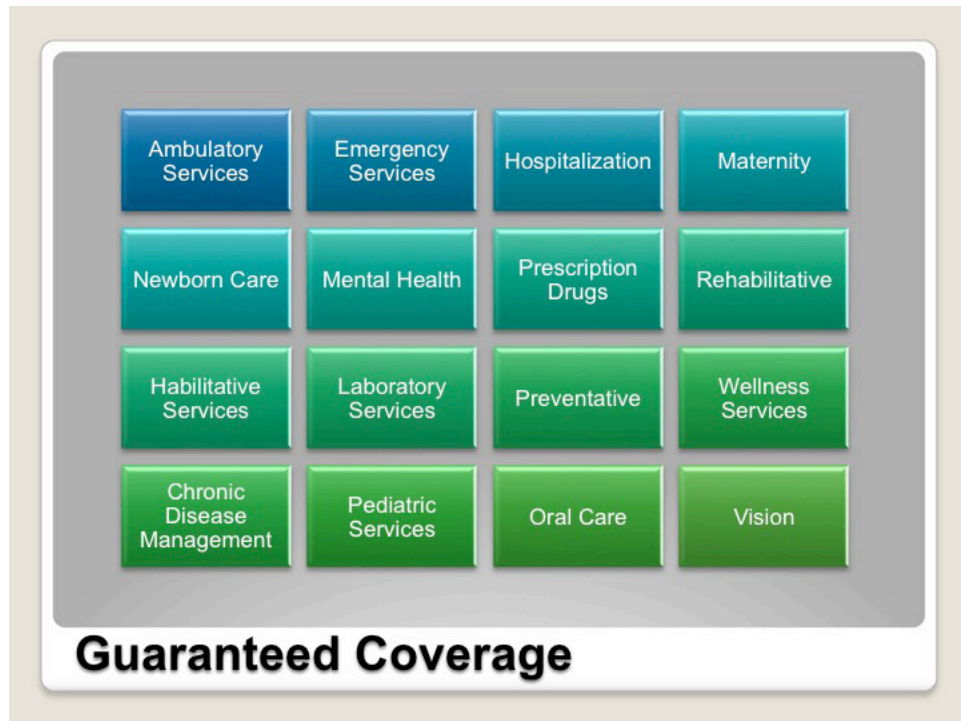 Ambulatory
Services
Emergency
Services
Hospitalization
Maternity
Newborn Care
Mental Health
Prescription
Drugs
Rehabilitative
Habilitative
Services
Laboratory
Services
Preventative
Wellness
Services
Chronic
Disease
Management
Pediatric
Services
Oral Care
Vision
Guaranteed Coverage